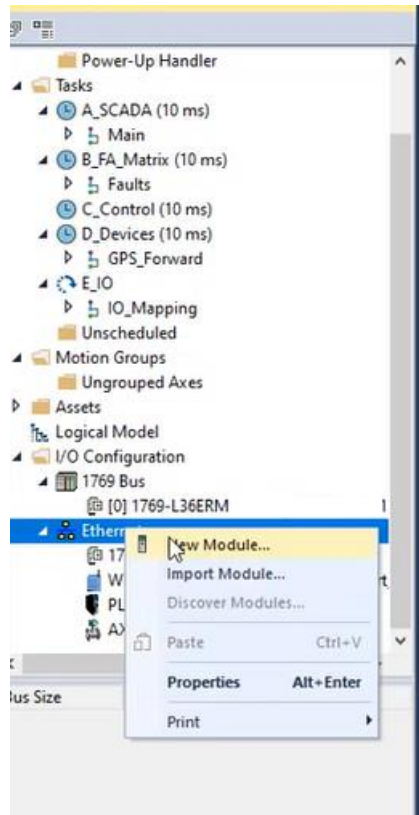 Power-Up Handler
Tasks
A_SCADA (10 ms)
Main
B_FA_Matrix (10 ms)
Faults
C_Control (10 ms)
D_Devices (10 ms)
GPS_Forward
E_IO
IO_Mapping
Unscheduled
Motion Groups
Ungrouped Axes
Assets
Logical Model
I/O Configuration
1769 Bus
[0] 1769-L36ERM 1
New Module...
Import Module...
Discover Modules...
Paste Ctrl+V
Properties Alt+Enter
Print
Size